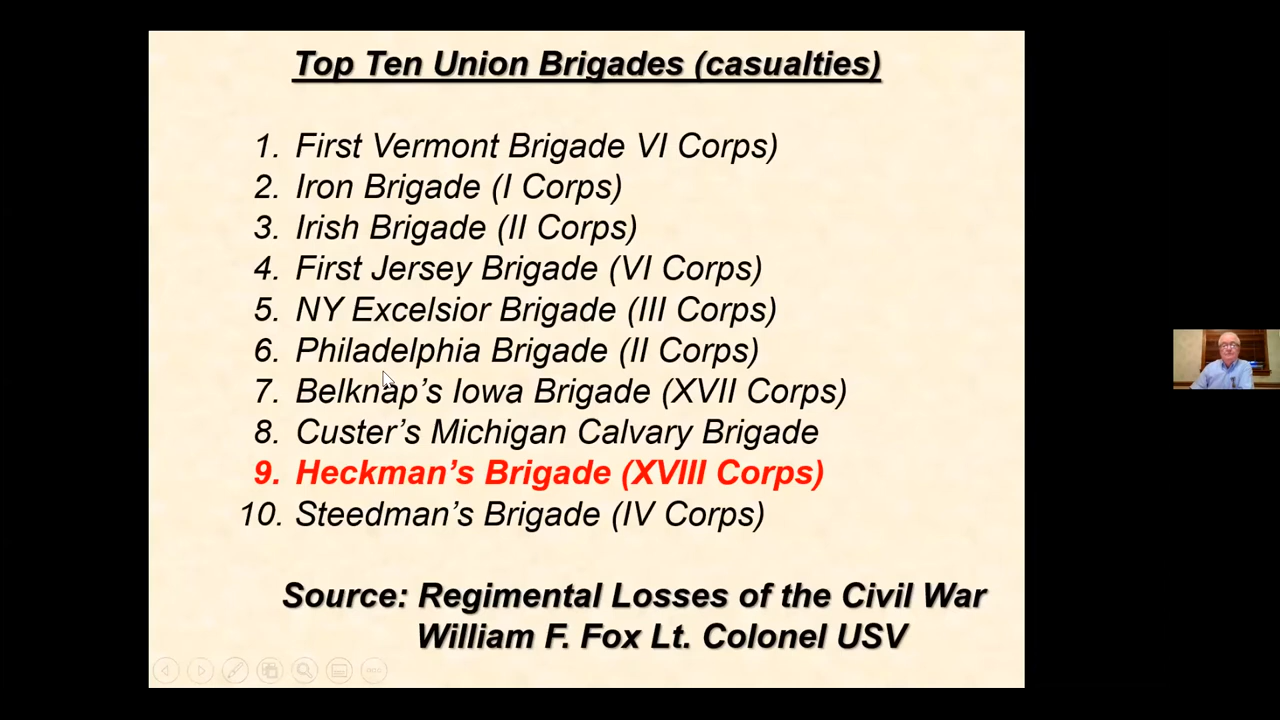 Top Ten Union Brigades (casualties)
1. First Vermont Brigade VI Corps)
2. Iron Brigade (I Corps)
3. Irish Brigade (II Corps)
4. First Jersey Brigade (VI Corps)
5. NY Excelsior Brigade (III Corps)
6. Philadelphia Brigade (II Corps)
7. Belknap's Iowa Brigade (XVII Corps)
8. Custer's Michigan Calvary Brigade
9. Heckman's Brigade (XVIII Corps)
10. Steedman's Brigade (IV Corps)
Source: Regimental Losses of the Civil War
William F. Fox Lt. Colonel USV